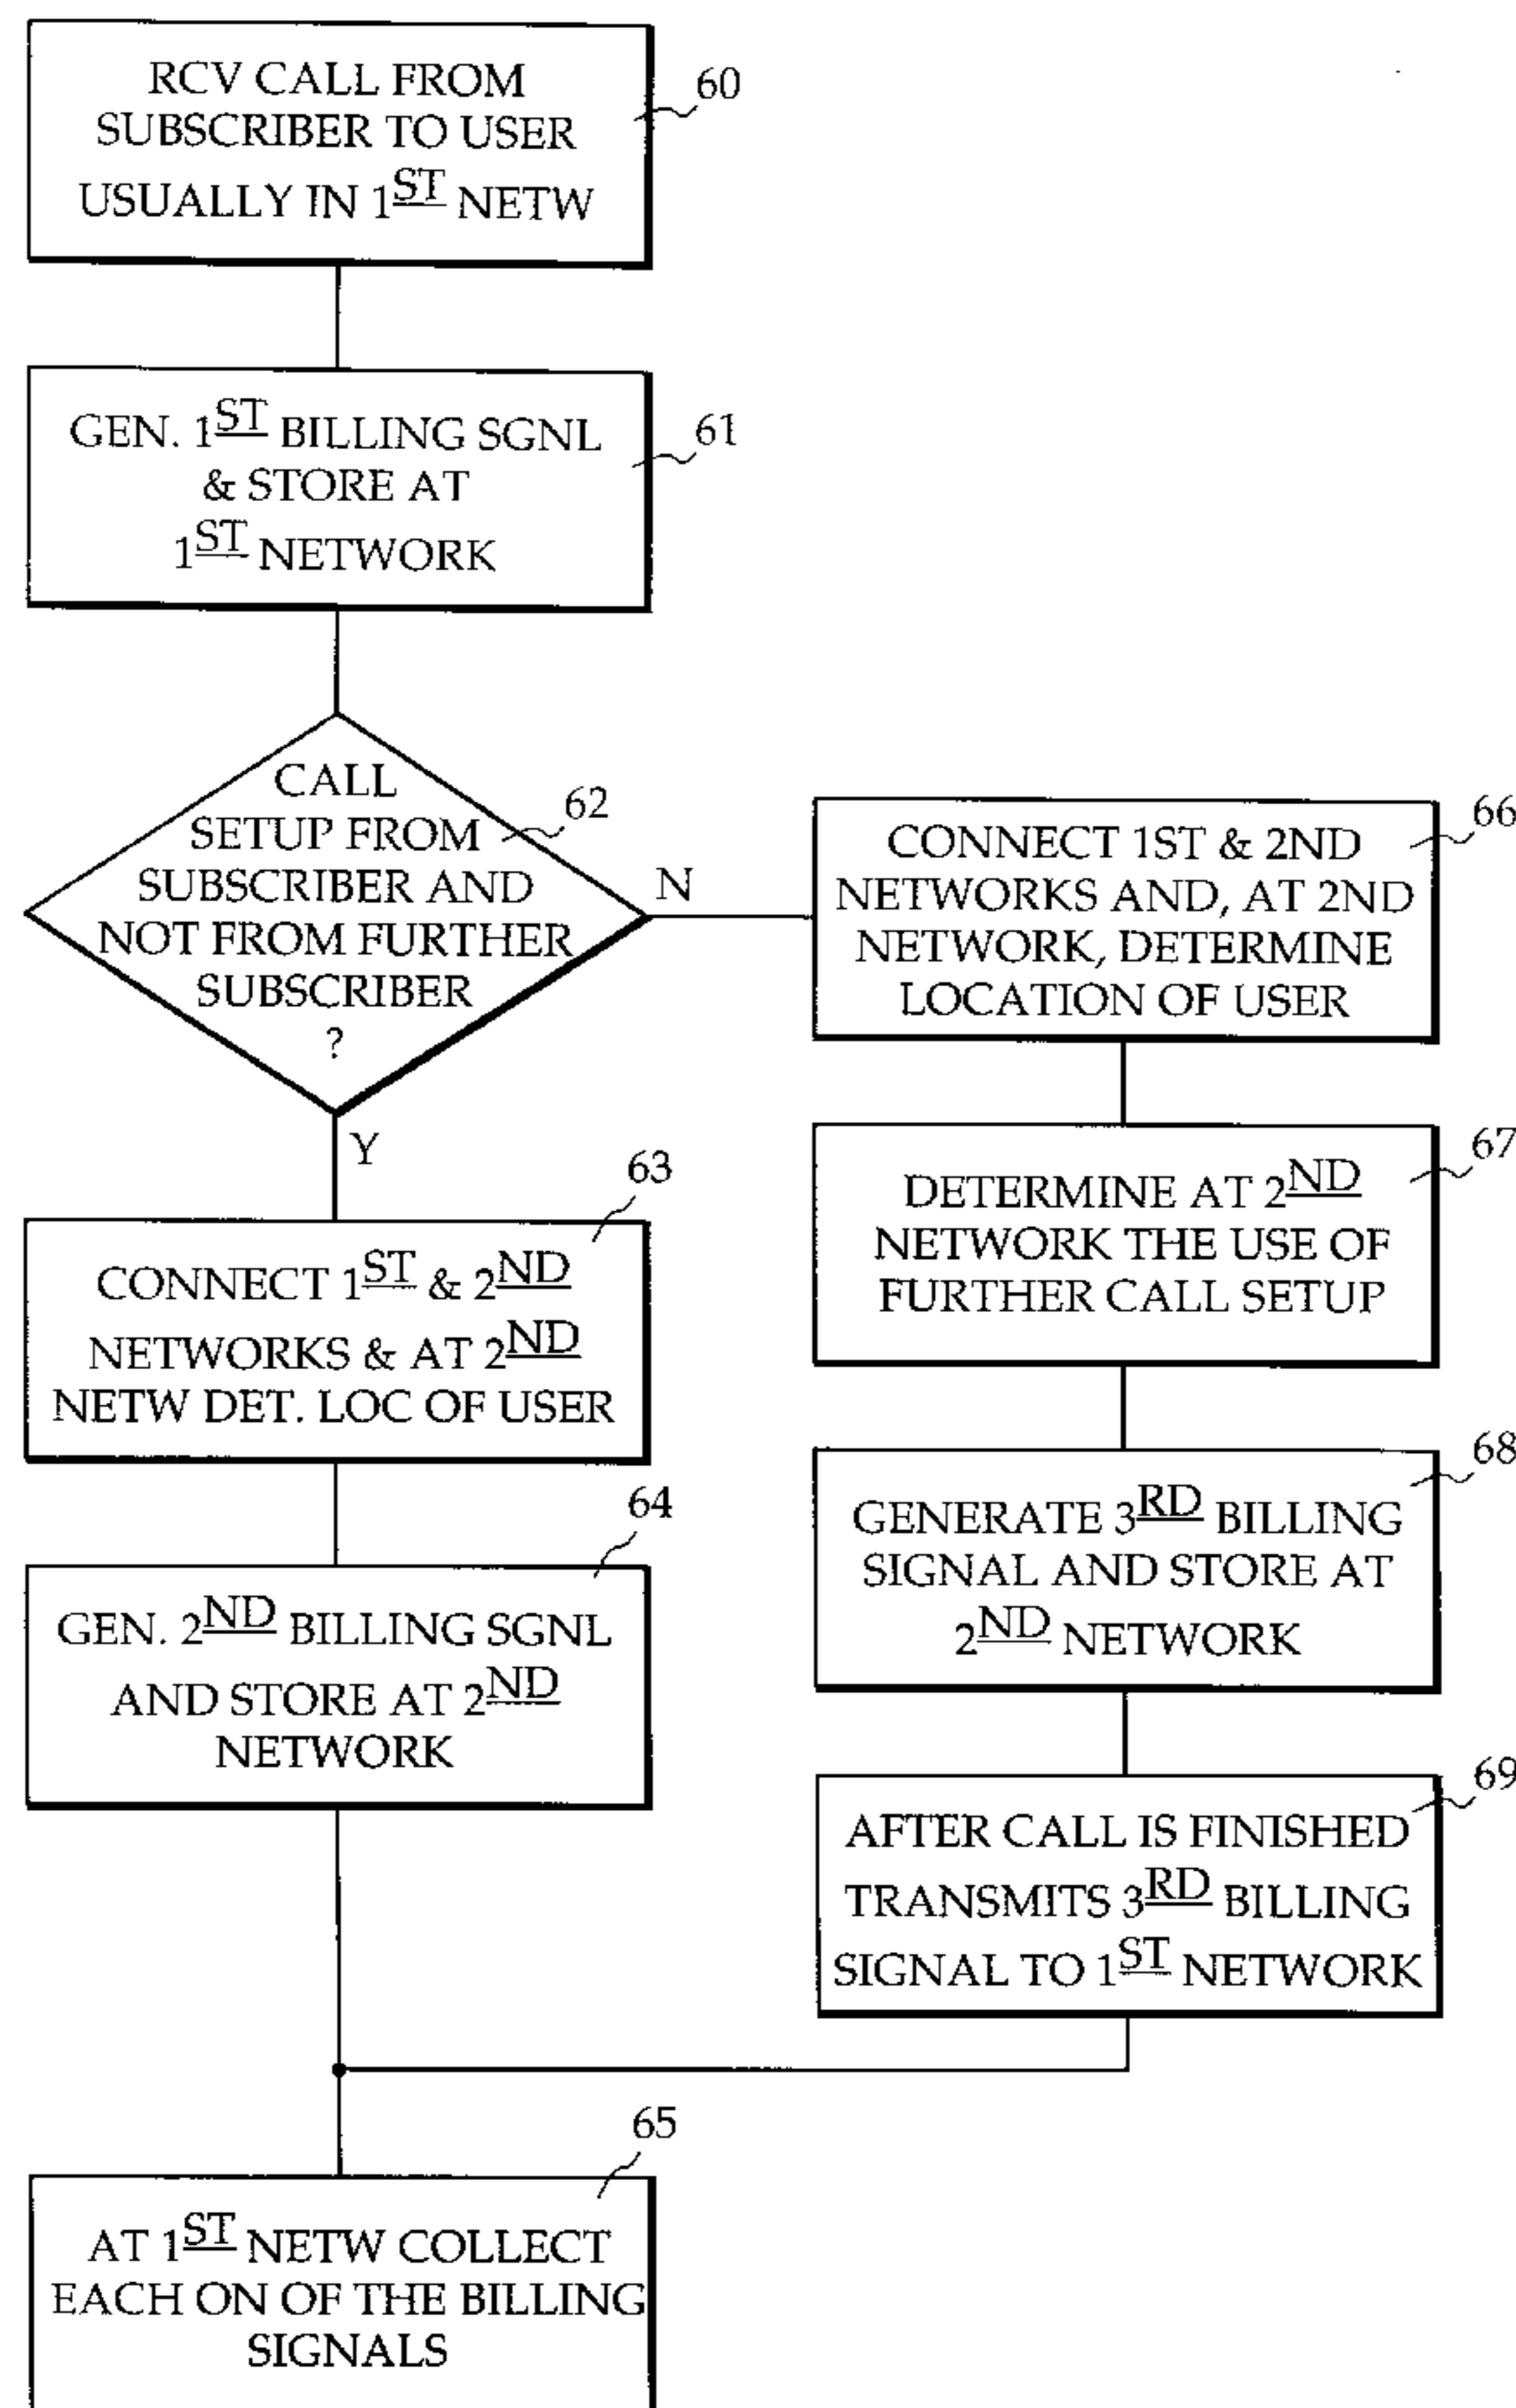 RCV CALL FROM
SUBSCRIBER TO USER
USUALLY IN 1ST NETW
60
GEN. 1ST BILLING SGNL
& STORE AT
1ST NETWORK
61
CALL
SETUP FROM
SUBSCRIBER AND
NOT FROM FURTHER
SUBSCRIBER
?
62
N
Y
CONNECT 1ST & 2ND
NETWORKS & AT 2ND
NETW DET. LOC OF USER
63
GEN. 2ND BILLING SGNL
AND STORE AT 2ND
NETWORK
64
CONNECT 1ST & 2ND
NETWORKS AND, AT 2ND
NETWORK, DETERMINE
LOCATION OF USER
66
DETERMINE AT 2ND
NETWORK THE USE OF
FURTHER CALL SETUP
67
GENERATE 3RD BILLING
SIGNAL AND STORE AT
2ND NETWORK
68
AFTER CALL IS FINISHED
TRANSMITS 3RD BILLING
SIGNAL TO 1ST NETWORK
69
AT 1ST NETW COLLECT
EACH ON OF THE BILLING
SIGNALS
65